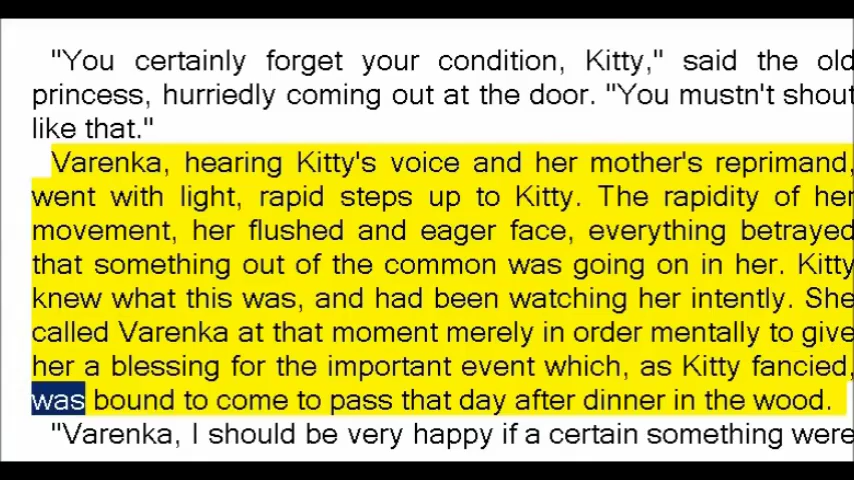 "You certainly forget your condition, Kitty," said the old
princess, hurriedly coming out at the door. "You mustn't shout
like that."
Varenka, hearing Kitty's voice and her mother's reprimand,
went with light, rapid steps up to Kitty. The rapidity of her
movement, her flushed and eager face, everything betrayed
that something out of the common was going on in her. Kitty
knew what this was, and had been watching her intently. She
called Varenka at that moment merely in order mentally to give
her a blessing for the important event which, as Kitty fancied,
was bound to come to pass that day after dinner in the wood.
"Varenka, I should be very happy if a certain something were